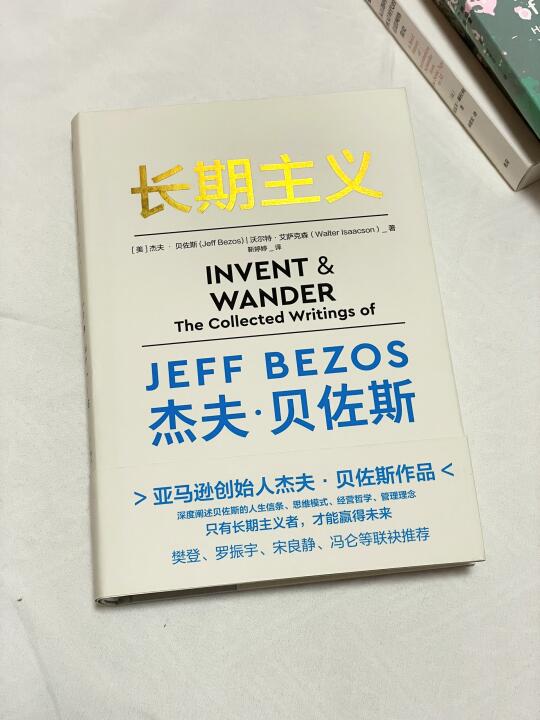 长期主义
[美]杰夫·贝佐斯(Jeff Bezos)|沃尔特·艾萨克森(Walter Isaacson)_著
靳婷婷_译
INVENT &
WANDER
The Collected Writings of
JEFF BEZOS
杰夫·贝佐斯
>亚马逊创始人杰夫·贝佐斯作品<
深度阐述贝佐斯的人生信条、思维模式、经营哲学、管理理念
只有长期主义者，才能赢得未来
樊登、罗振宇、宋良静、冯仑等联袂推荐